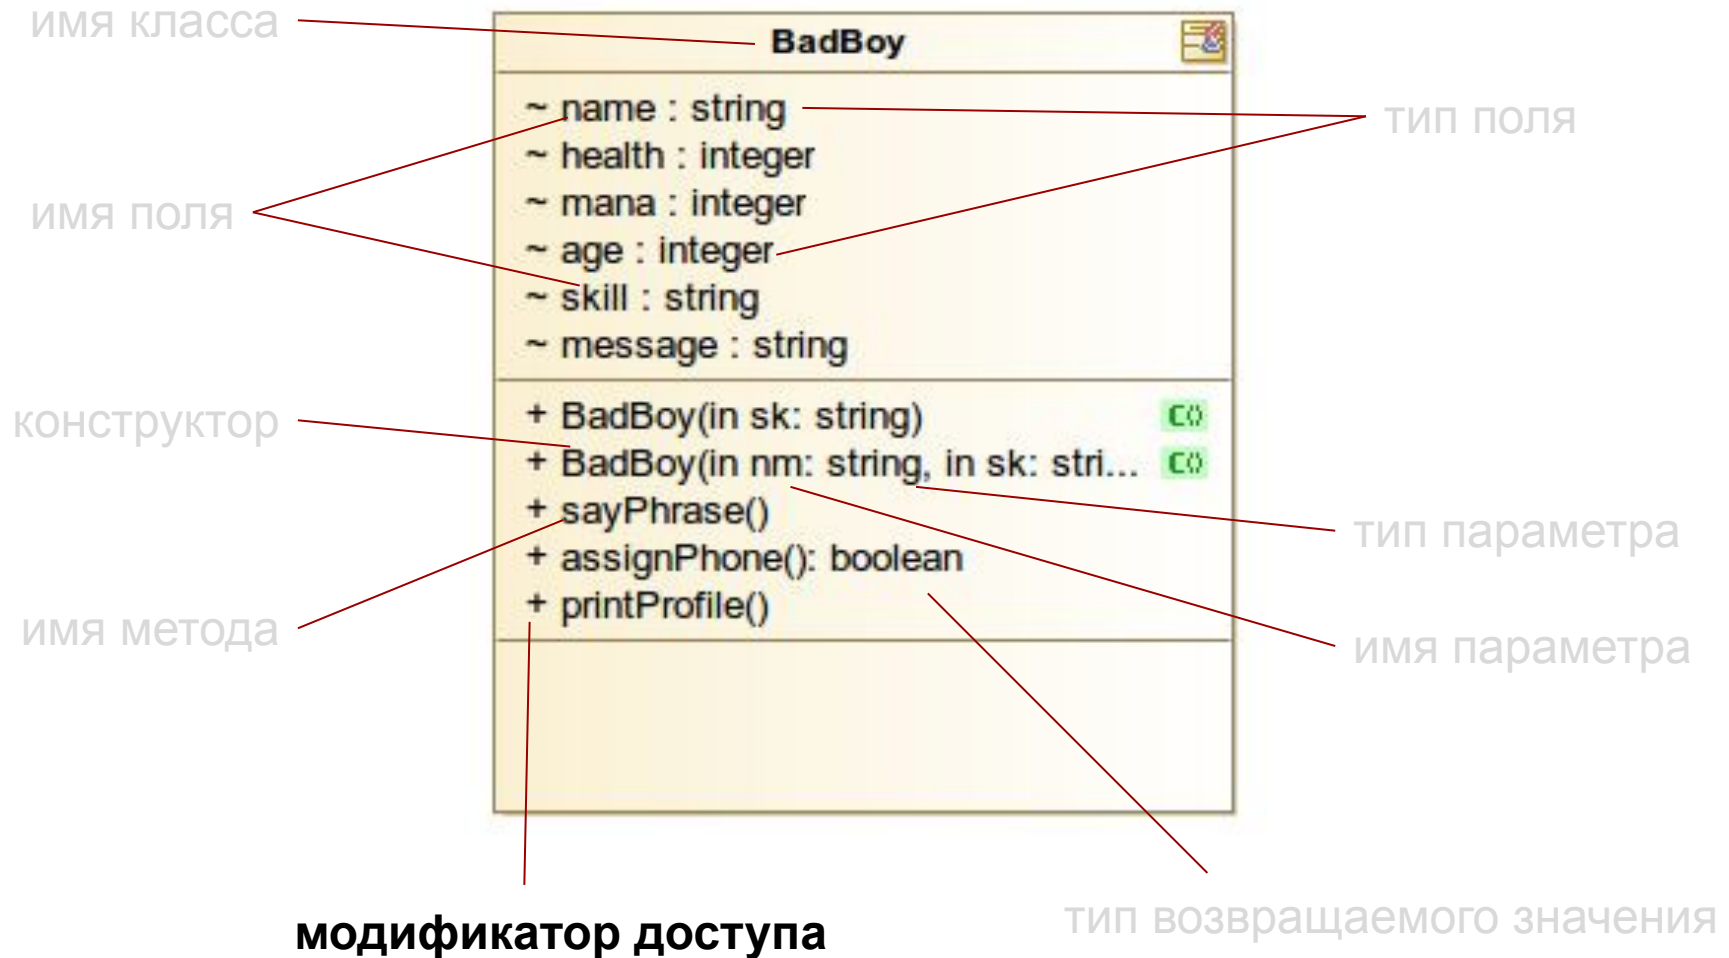 имя класса
BadBoy
~ name : string
тип поля
~ health : integer
~ mana : integer
имя поля
~ age : integer
~ skill : string
~ message : string
конструктор
+ BadBoy(in sk: string)
C()
+ BadBoy(in nm: string, in sk: stri...
C()
+ sayPhrase()
тип параметра
+ assignPhone(): boolean
+ printProfile()
имя метода
имя параметра
модификатор доступа
тип возвращаемого значения